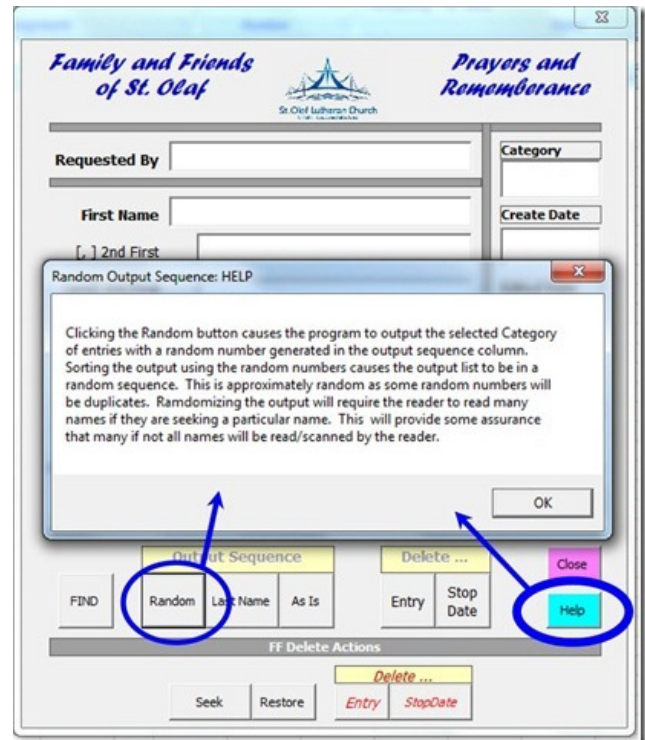 Family and Friends
of St. Olaf
St. Olof Lutheran Church
Prayers and
Rememberance
Requested By
Category
First Name
Create Date
[, ] 2nd First
Random Output Sequence: HELP
Clicking the Random button causes the program to output the selected Category
of entries with a random number generated in the output sequence column.
Sorting the output using the random numbers causes the output list to be in a
random sequence. This is approximately random as some random numbers will
be duplicates. Ramdomizing the output will require the reader to read many
names if they are seeking a particular name. This will provide some assurance
that many if not all names will be read/scanned by the reader.
OK
Output Sequence
Delete ...
Close
FIND
Random
Last Name
As Is
Entry
Stop
Date
Help
FF Delete Actions
Delete ...
Seek
Restore
Entry
StopDate